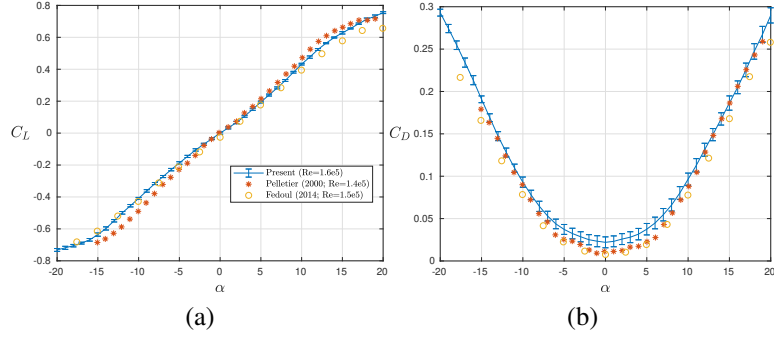 0.8
0.6
0.4
0.2
0
-0.2
-0.4
-0.6
-0.8
C_L
-20 -15 -10 -5 0 5 10 15 20
α
Present (Re=1.6e5)
Pelletier (2000; Re=1.4e5)
Fedoul (2014; Re=1.5e5)
(a)
0.3
0.25
0.2
0.15
0.1
0.05
0
C_D
-20 -15 -10 -5 0 5 10 15 20
α
(b)